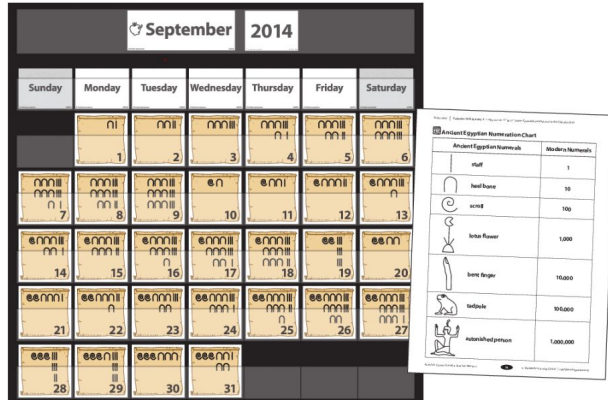 September 2014
Sunday Monday Tuesday Wednesday Thursday Friday Saturday
1 2 3 4 5 6
7 8 9 10 11 12 13
14 15 16 17 18 19 20
21 22 23 24 25 26 27
28 29 30 31
Ancient Egyptian Numeration Chart
Ancient Egyptian Numerals Modern Numerals
staff 1
heel bone 10
scroll 100
lotus flower 1,000
bent finger 10,000
tadpole 100,000
astonished person 1,000,000